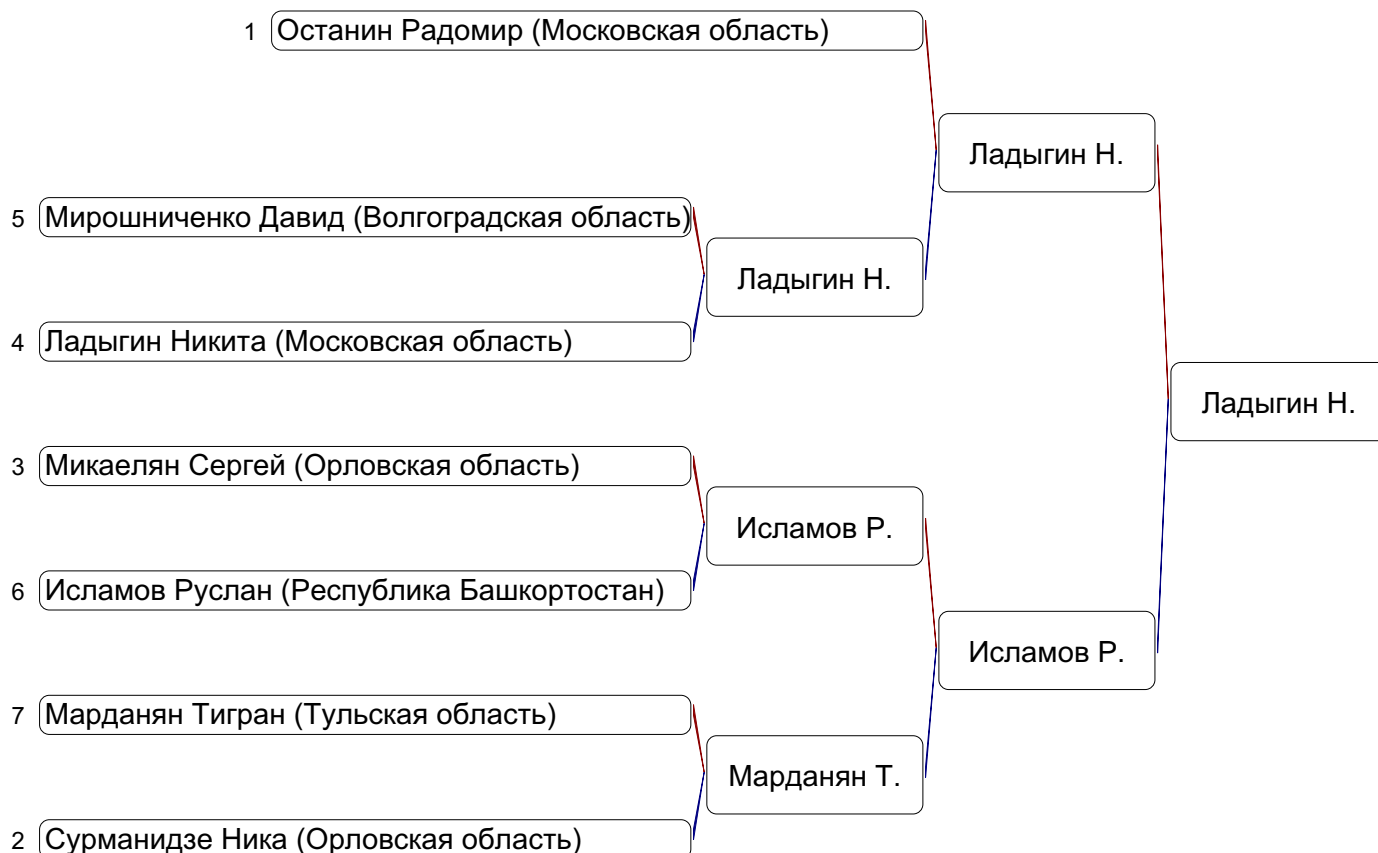 1 Останин Радомир (Московская область)
Ладыгин Н.
5 Мирошниченко Давид (Волгоградская область)
Ладыгин Н.
4 Ладыгин Никита (Московская область)
Ладыгин Н.
3 Микаелян Сергей (Орловская область)
Исламов Р.
6 Исламов Руслан (Республика Башкортостан)
Исламов Р.
7 Марданян Тигран (Тульская область)
Марданян Т.
2 Сурманидзе Ника (Орловская область)